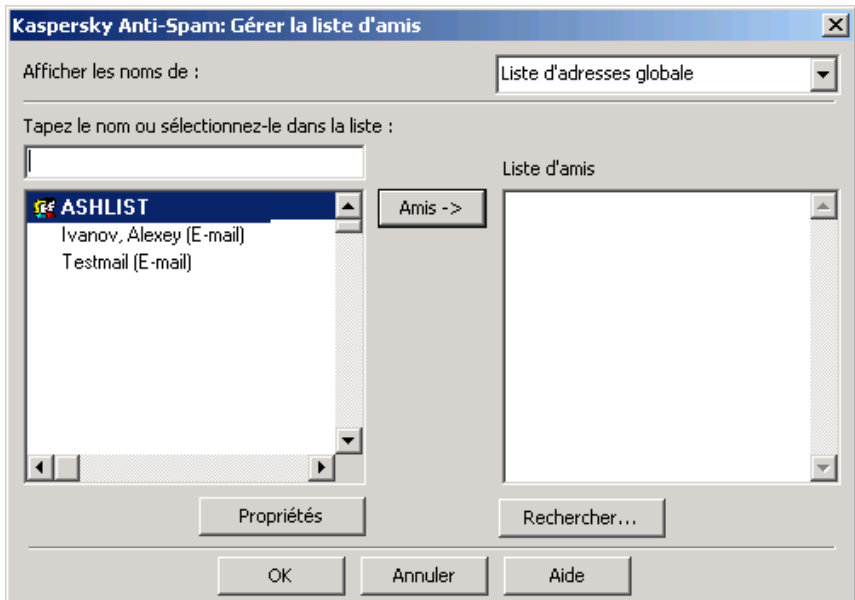 Kaspersky Anti-Spam: Gérer la liste d'amis
Afficher les noms de :
Liste d'adresses globale
Tapez le nom ou sélectionnez-le dans la liste :
Liste d'amis
ASHLIST
Ivanov, Alexey (E-mail)
Testmail (E-mail)
Amis ->
Propriétés
Rechercher...
OK
Annuler
Aide